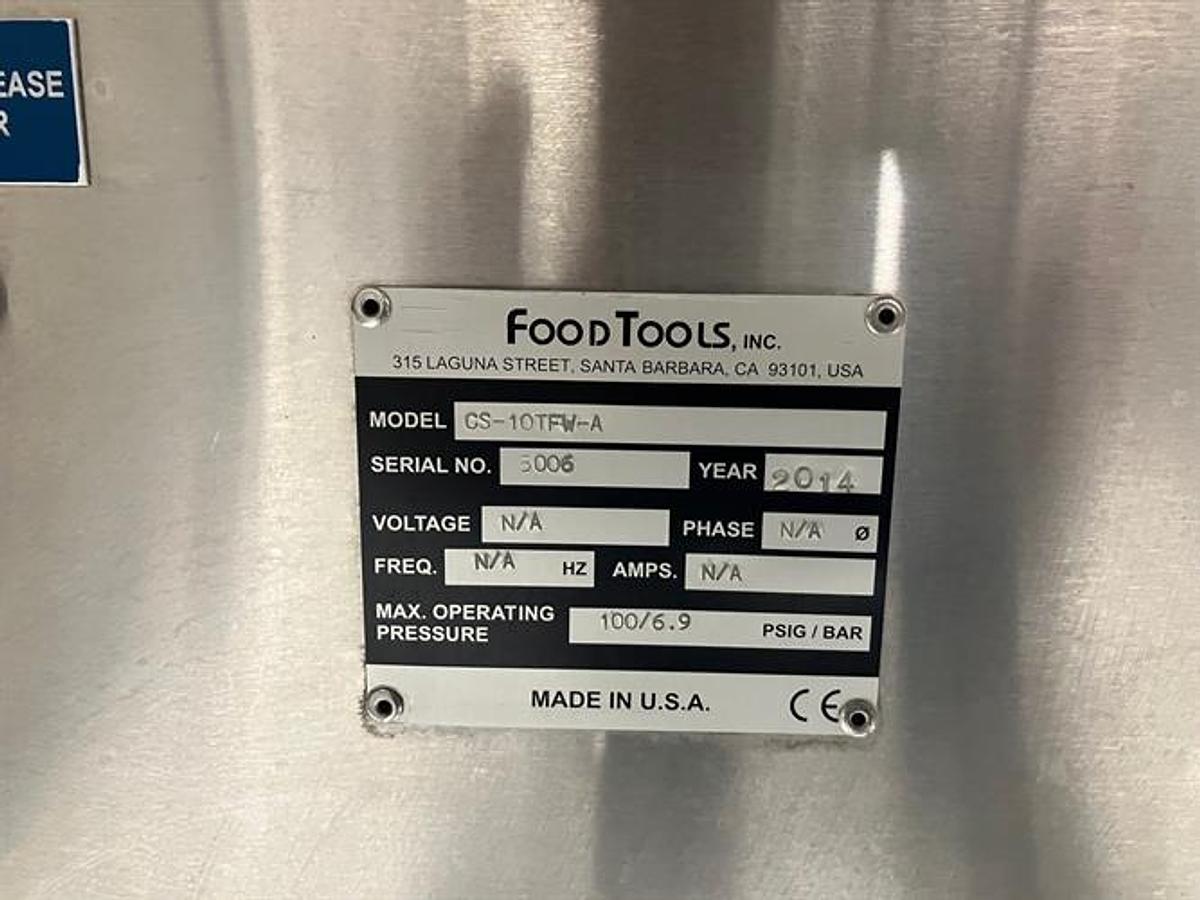 EASE
R
FOODTOOLS, INC.
315 LAGUNA STREET, SANTA BARBARA, CA 93101, USA
MODEL CS-10TFW-A
SERIAL NO. 5006 YEAR 2014
VOLTAGE N/A PHASE N/A Ø
FREQ. N/A HZ AMPS. N/A
MAX. OPERATING PRESSURE 100/6.9 PSIG / BAR
MADE IN U.S.A. CE